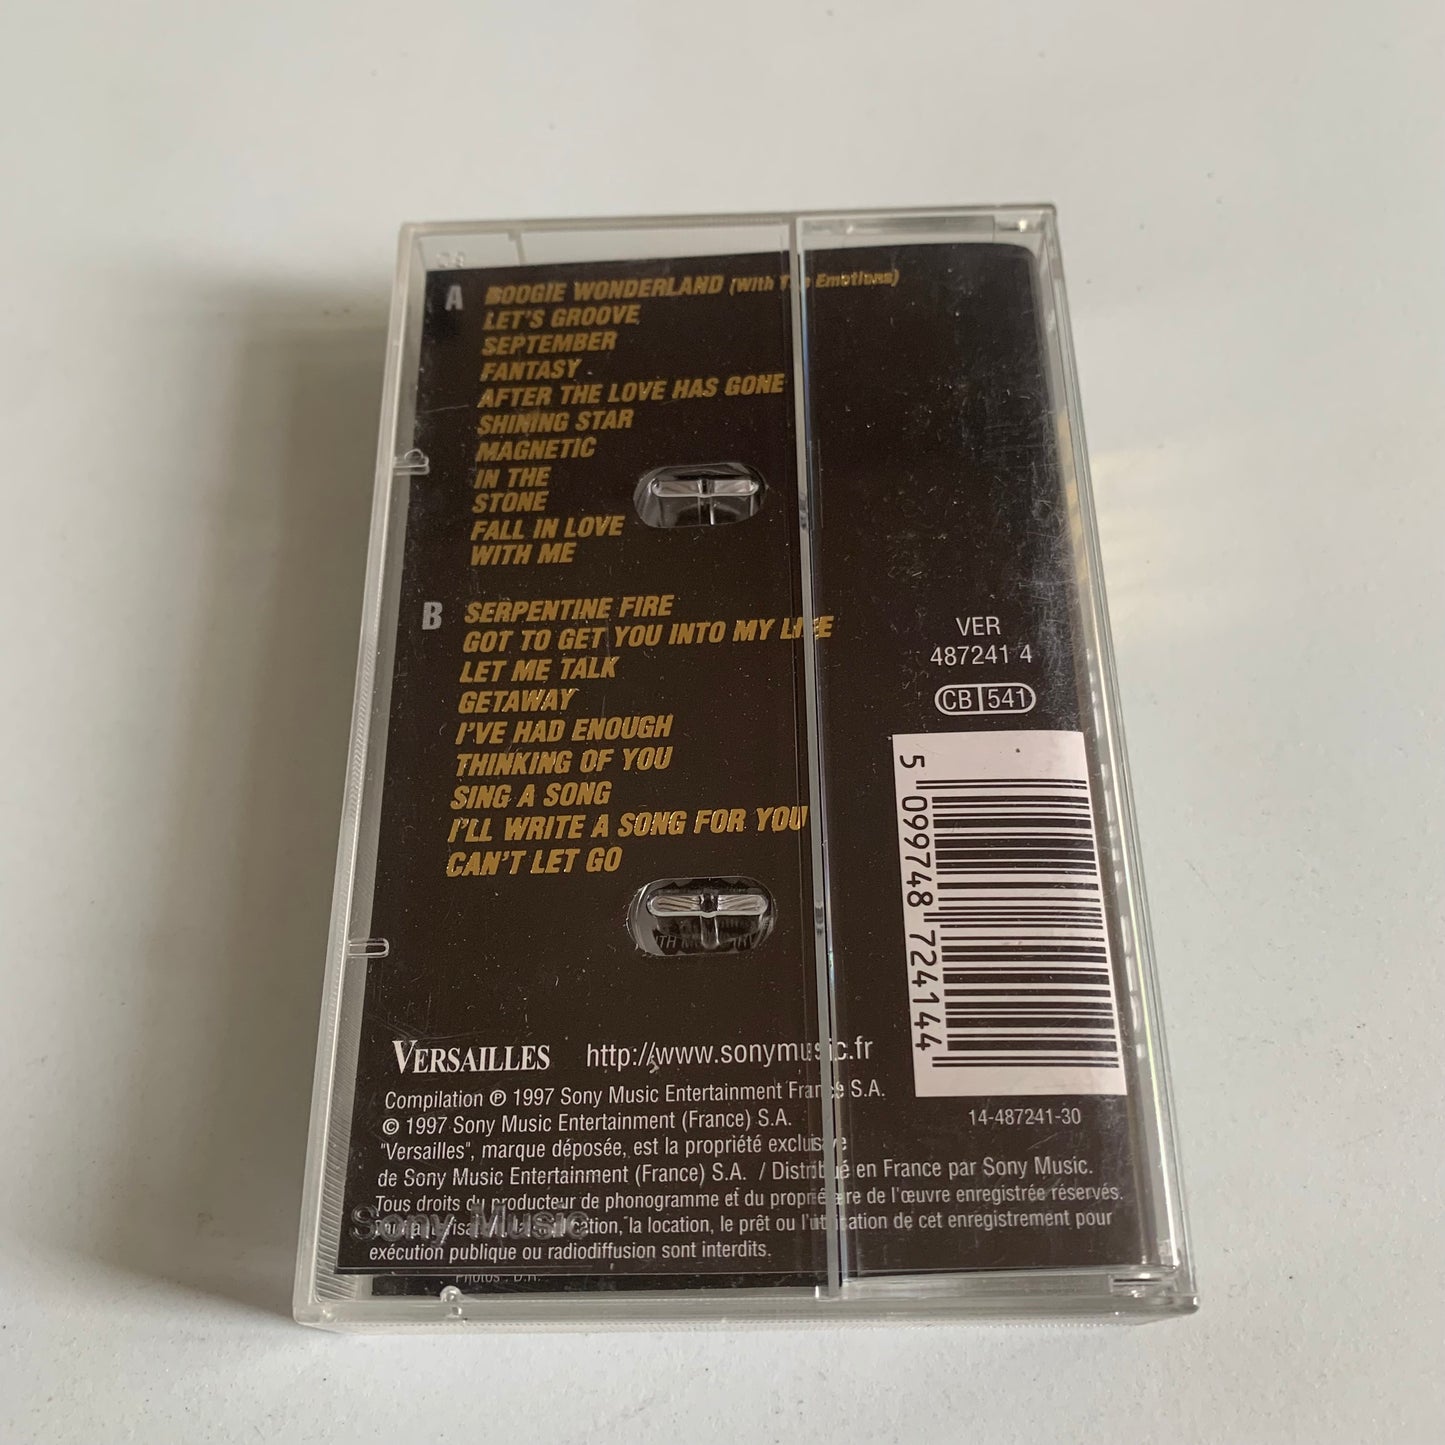 A BOOGIE WONDERLAND (With The Emotions)
LET'S GROOVE
SEPTEMBER
FANTASY
AFTER THE LOVE HAS GONE
SHINING STAR
MAGNETIC
IN THE
STONE
FALL IN LOVE
WITH ME
B SERPENTINE FIRE
GOT TO GET YOU INTO MY LIFE
LET ME TALK
GETAWAY
I'VE HAD ENOUGH
THINKING OF YOU
SING A SONG
I'LL WRITE A SONG FOR YOU
CAN'T LET GO
VER
487241 4
CB 541
5 099748 724144
14-487241-30
VERSAILLES http://www.sonymusic.fr
Compilation ℗ 1997 Sony Music Entertainment France S.A.
© 1997 Sony Music Entertainment (France) S.A.
"Versailles", marque déposée, est la propriété exclusive
de Sony Music Entertainment (France) S.A. / Distribué en France par Sony Music.
Tous droits du producteur de phonogramme et du propriétaire de l'œuvre enregistrée réservés.
la location, le prêt ou l'utilisation de cet enregistrement pour
exécution publique ou radiodiffusion sont interdits.
Sony Music
Photos : D.R.